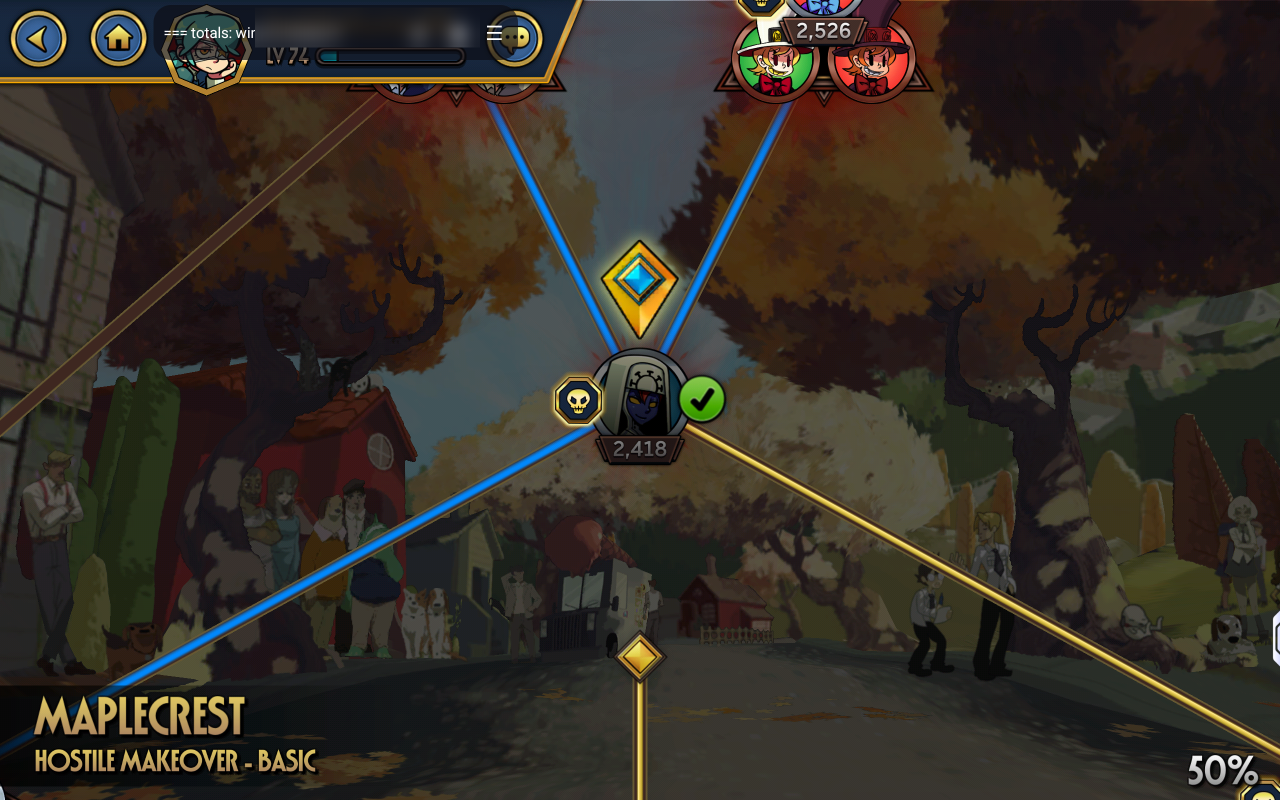 === totals: wir
LV 74
2,526
2,418
MAPLECREST
HOSTILE MAKEOVER - BASIC
50%